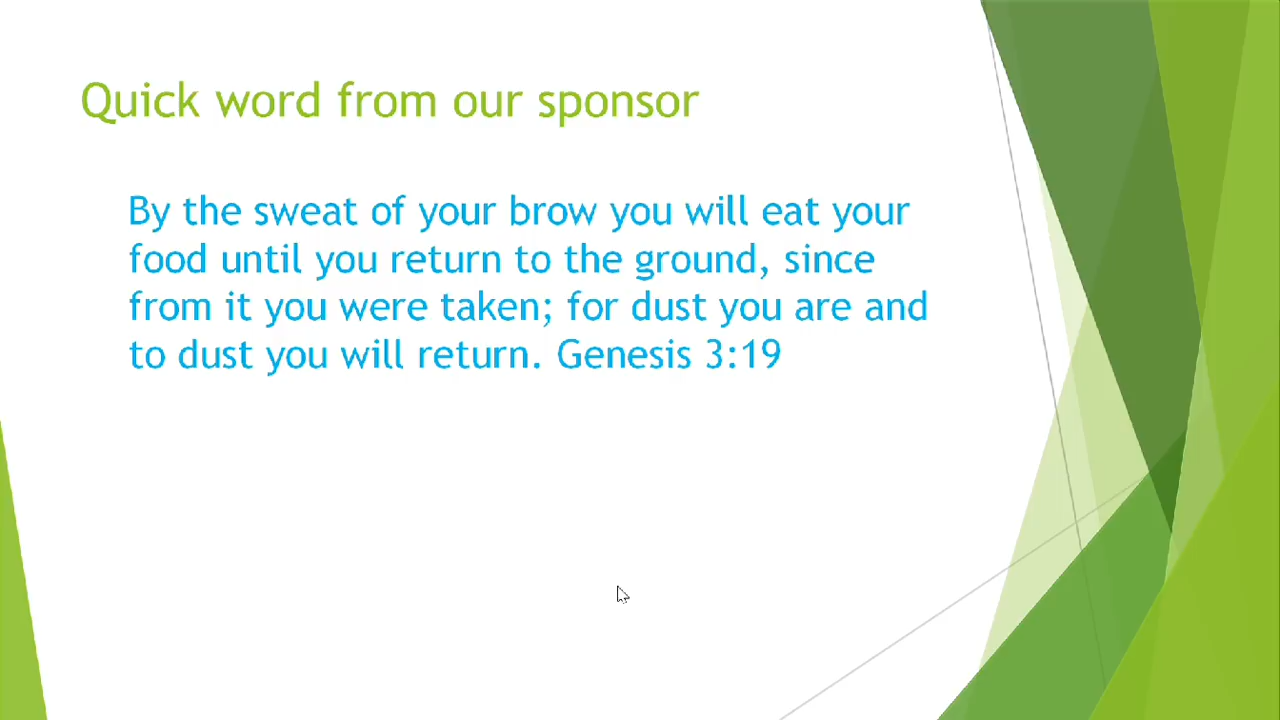 Quick word from our sponsor
By the sweat of your brow you will eat your
food until you return to the ground, since
from it you were taken; for dust you are and
to dust you will return. Genesis 3:19